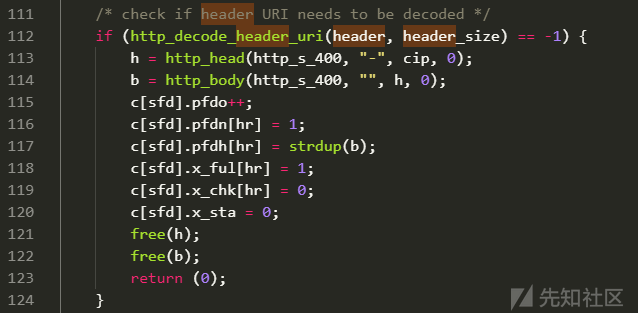 111 /* check if header URI needs to be decoded */
112 if (http_decode_header_uri(header, header_size) == -1) {
113 h = http_head(http_s_400, "-", cip, 0);
114 b = http_body(http_s_400, "", h, 0);
115 c[sfd].pfdo++;
116 c[sfd].pfdn[hr] = 1;
117 c[sfd].pfdh[hr] = strdup(b);
118 c[sfd].x_ful[hr] = 1;
119 c[sfd].x_chk[hr] = 0;
120 c[sfd].x_sta = 0;
121 free(h);
122 free(b);
123 return (0);
124 }
先知社区